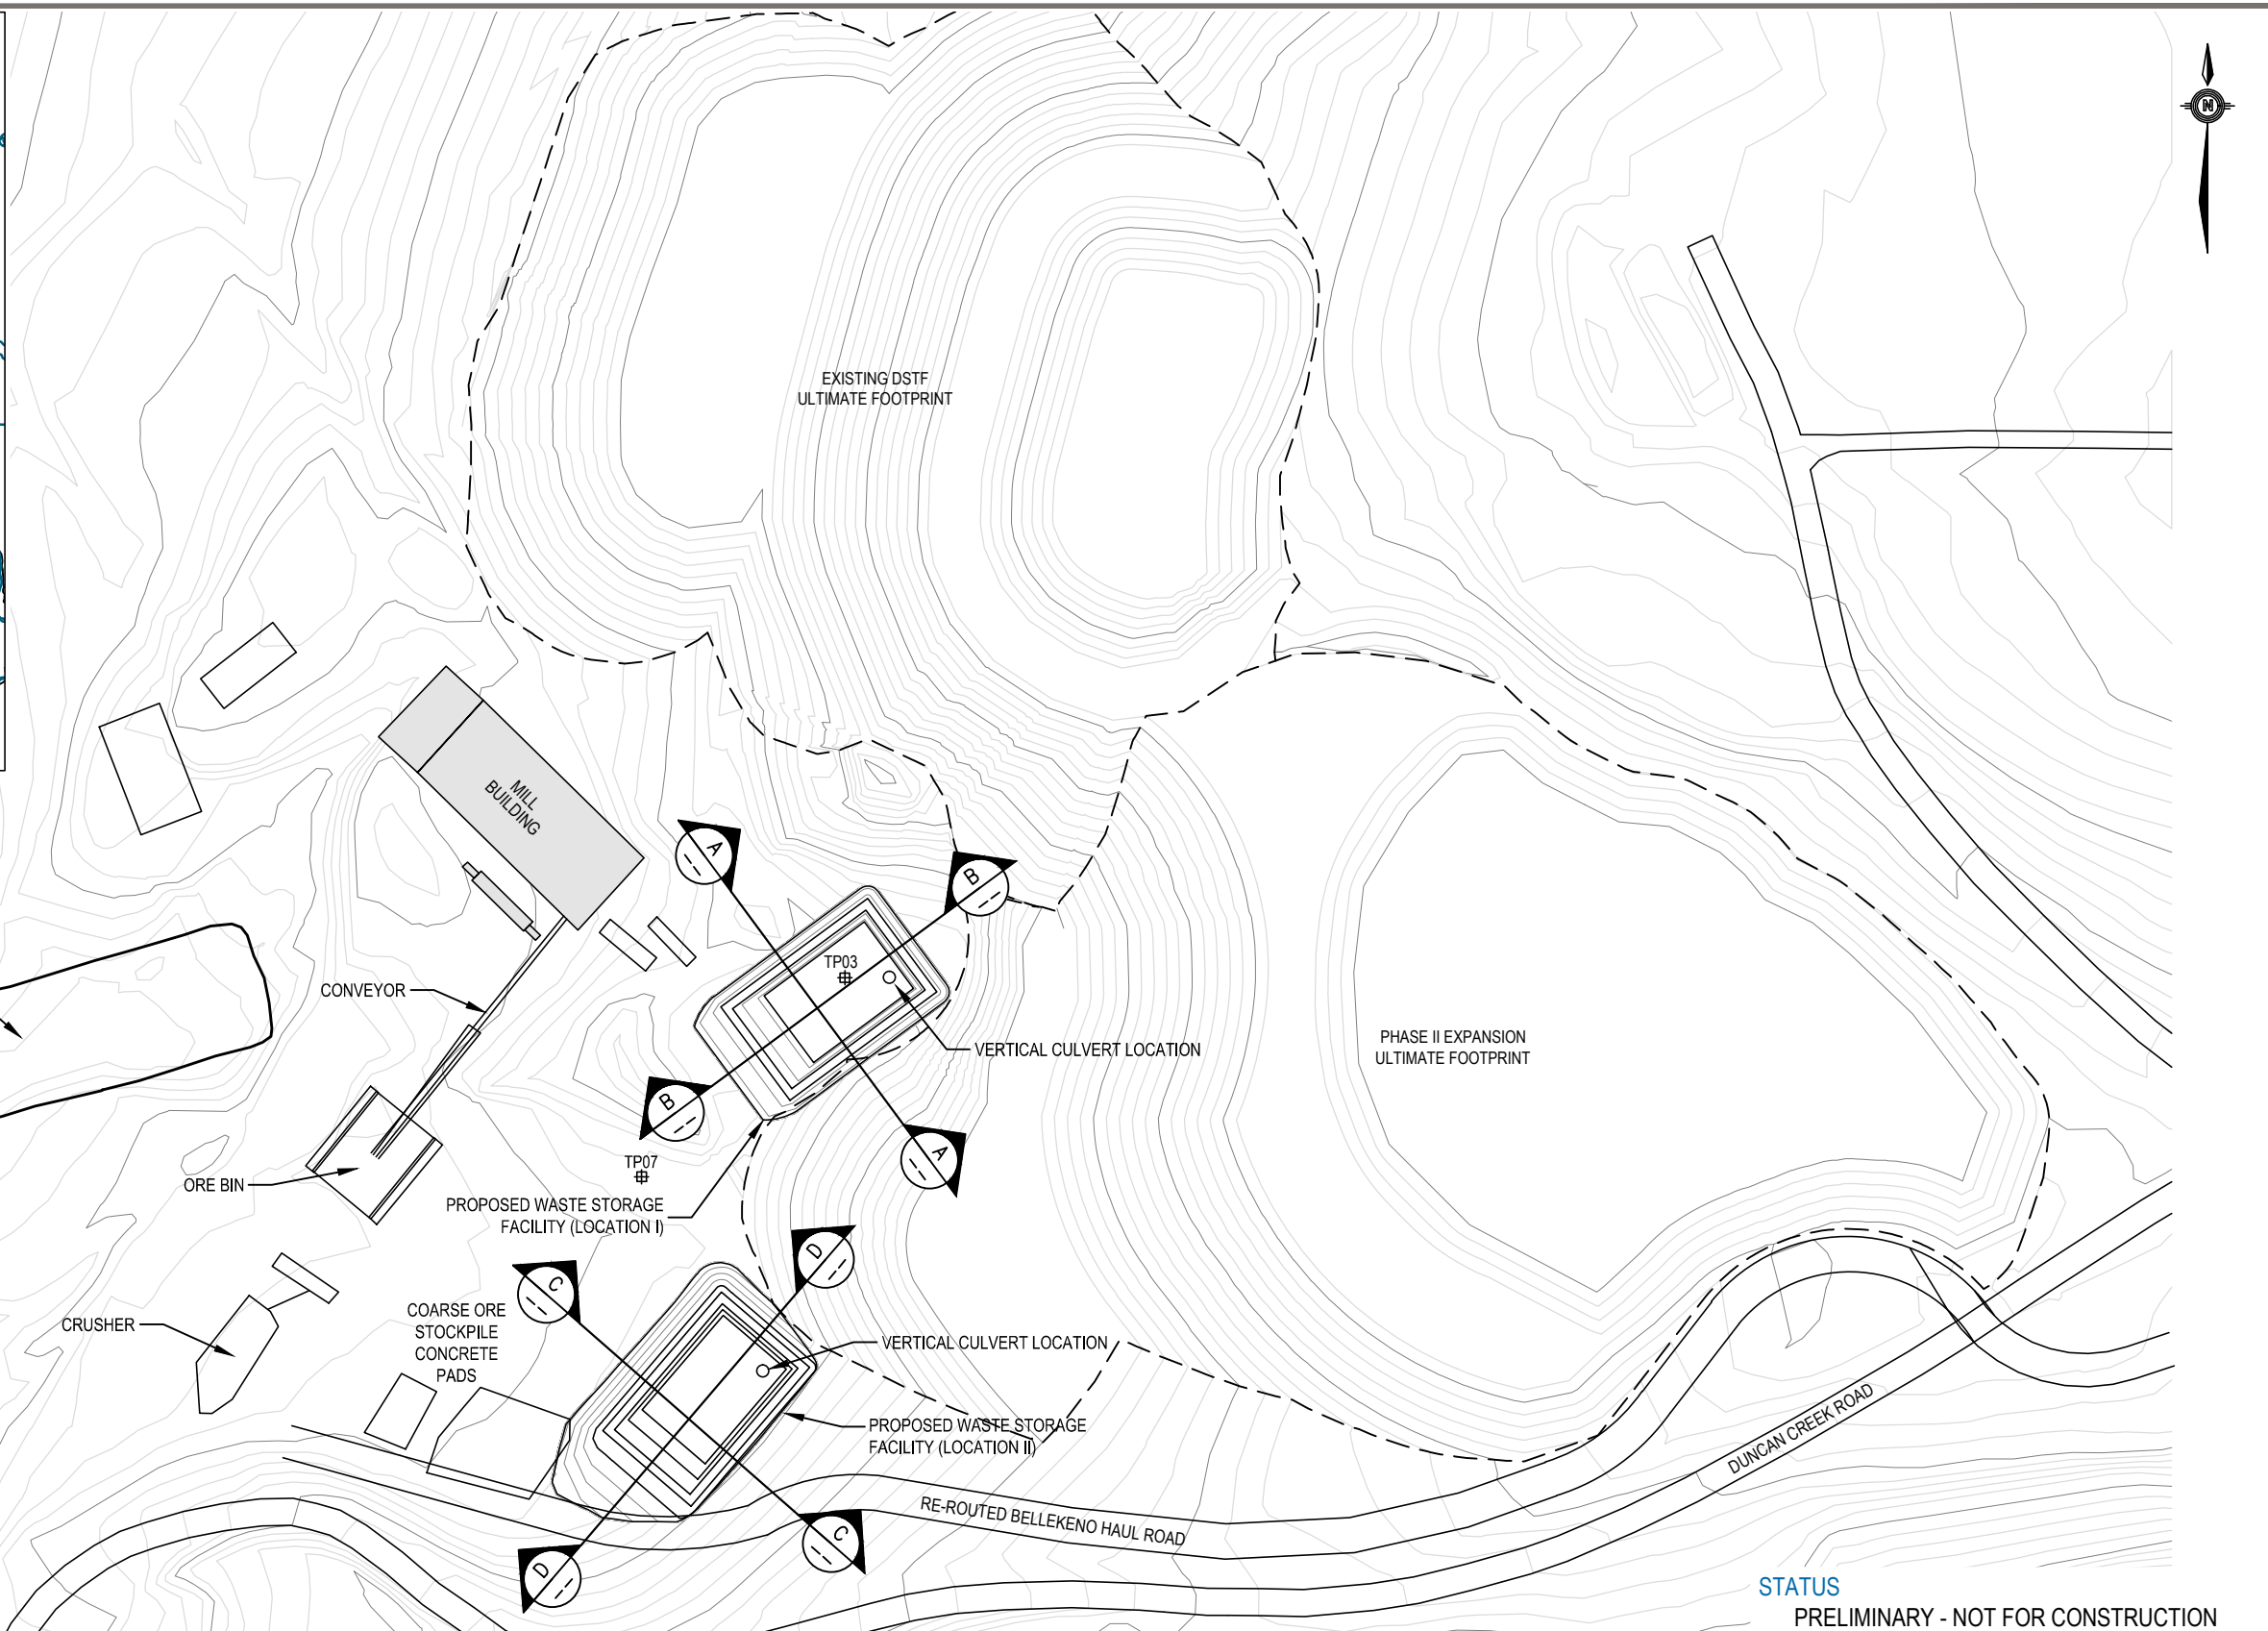 N
EXISTING DSTF
ULTIMATE FOOTPRINT
MILL
BUILDING
A
B
TP03
CONVEYOR
VERTICAL CULVERT LOCATION
PHASE II EXPANSION
ULTIMATE FOOTPRINT
B
A
TP07
ORE BIN
PROPOSED WASTE STORAGE
FACILITY (LOCATION I)
D
C
COARSE ORE
STOCKPILE
CONCRETE
PADS
CRUSHER
VERTICAL CULVERT LOCATION
PROPOSED WASTE STORAGE
FACILITY (LOCATION II)
DUNCAN CREEK ROAD
RE-ROUTED BELLEKENO HAUL ROAD
C
D
STATUS
PRELIMINARY - NOT FOR CONSTRUCTION